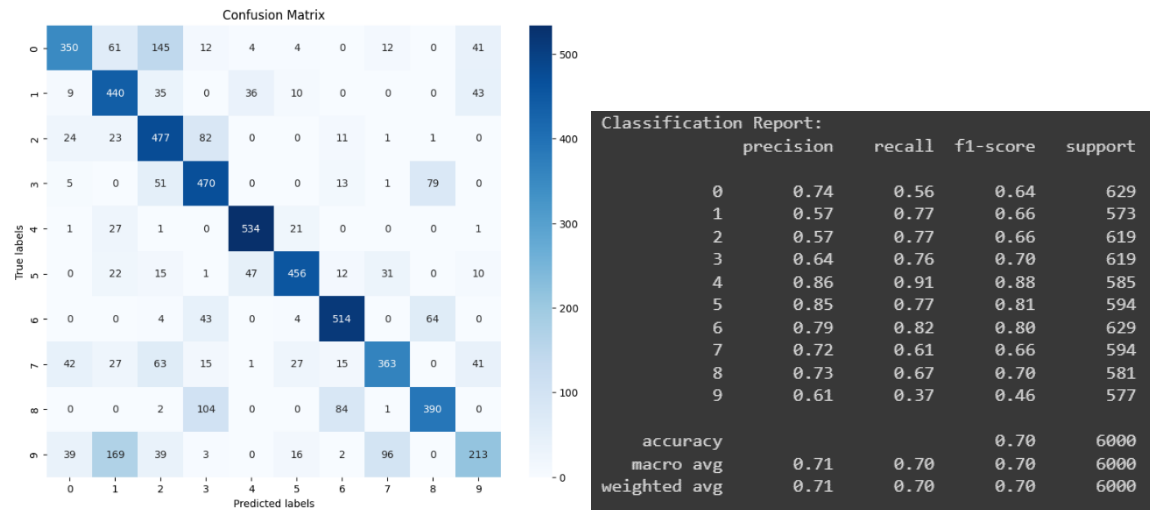 Confusion Matrix
0 350 61 145 12 4 4 0 12 0 41
1 9 440 35 0 36 10 0 0 0 43
2 24 23 477 82 0 0 11 1 1 0
3 5 0 51 470 0 0 13 1 79 0
4 1 27 1 0 534 21 0 0 0 1
5 0 22 15 1 47 456 12 31 0 10
6 0 0 4 43 0 4 514 0 64 0
7 42 27 63 15 1 27 15 363 0 41
8 0 0 2 104 0 0 84 1 390 0
9 39 169 39 3 0 16 2 96 0 213
0 1 2 3 4 5 6 7 8 9
Predicted labels
True labels
500
400
300
200
100
0
Classification Report:
precision recall f1-score support
0 0.74 0.56 0.64 629
1 0.57 0.77 0.66 573
2 0.57 0.77 0.66 619
3 0.64 0.76 0.70 619
4 0.86 0.91 0.88 585
5 0.85 0.77 0.81 594
6 0.79 0.82 0.80 629
7 0.72 0.61 0.66 594
8 0.73 0.67 0.70 581
9 0.61 0.37 0.46 577
accuracy 0.70 6000
macro avg 0.71 0.70 0.70 6000
weighted avg 0.71 0.70 0.70 6000